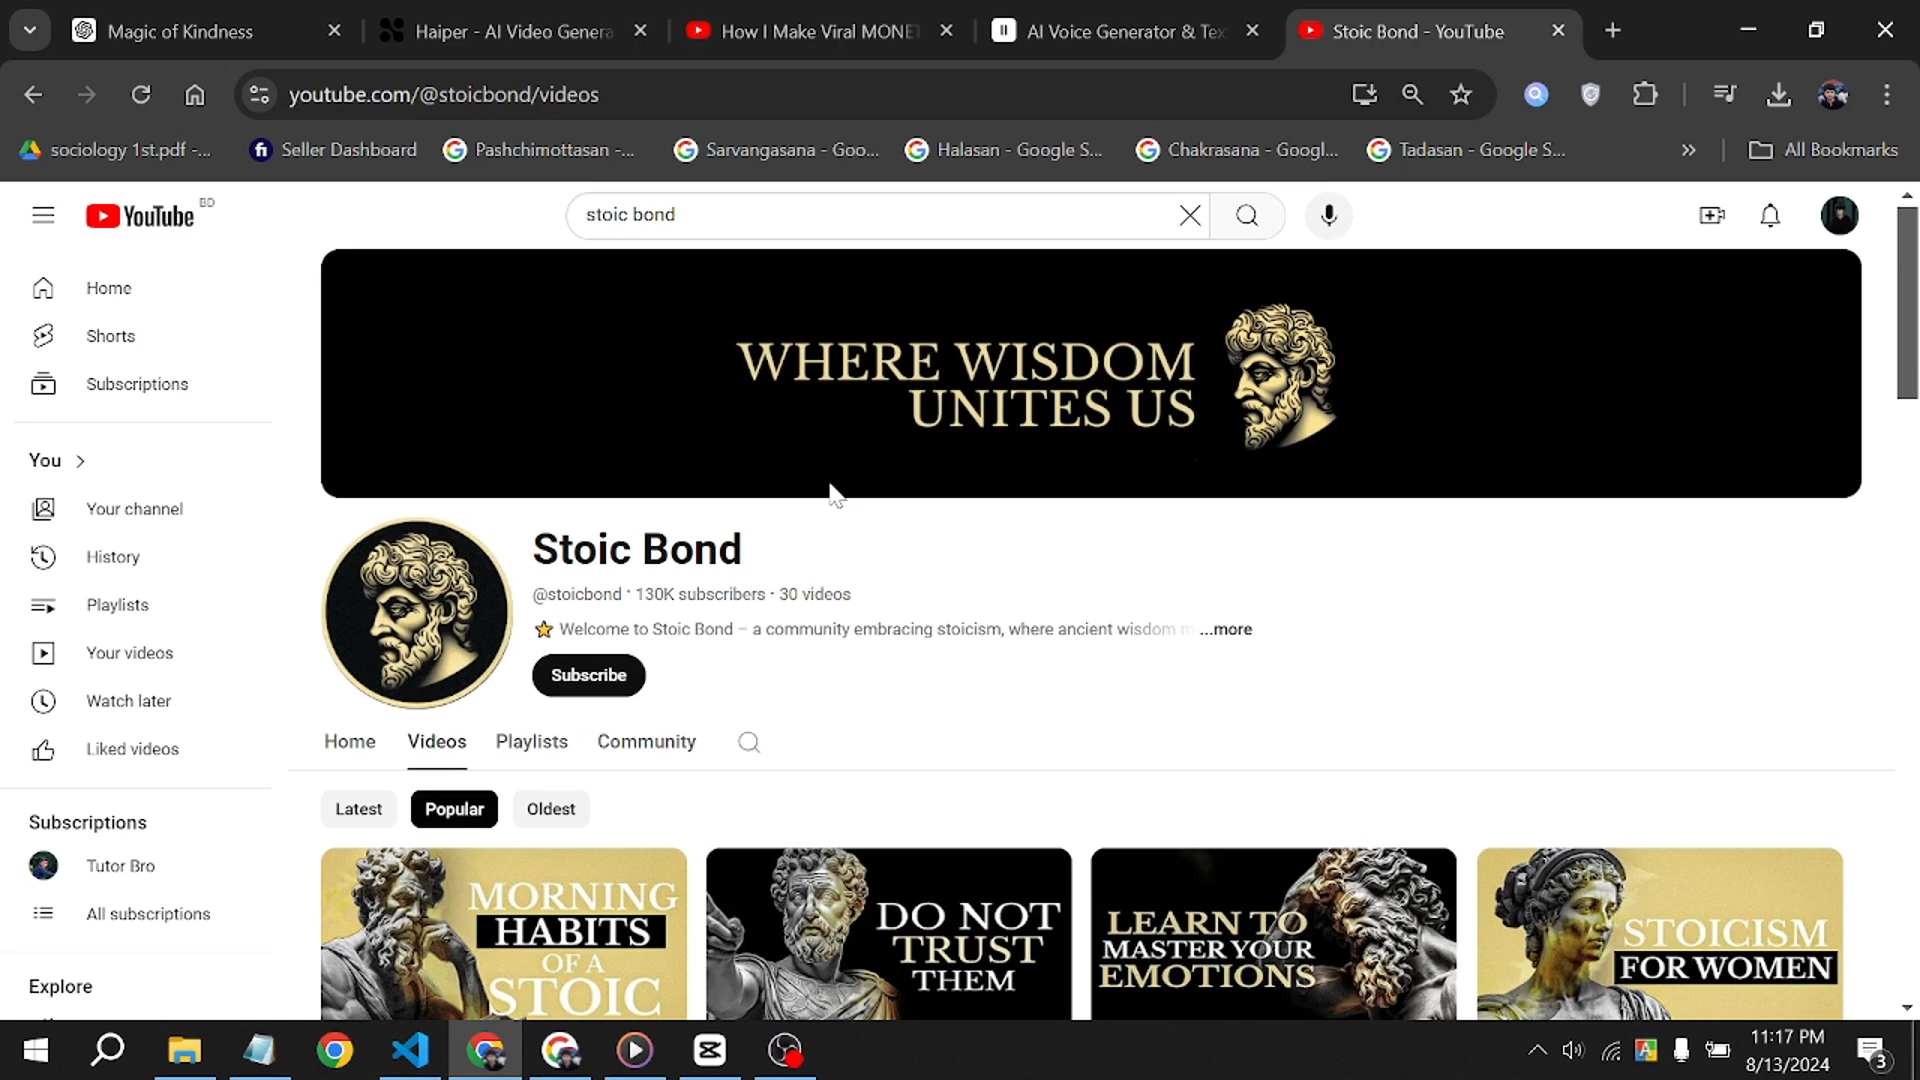 Magic of Kindness
Haiper - AI Video Genera
How I Make Viral MONET
AI Voice Generator & Tex
Stoic Bond - YouTube
youtube.com/@stoicbond/videos
sociology 1st.pdf -...
Seller Dashboard
Pashchimottasan -...
Sarvangasana - Goo...
Halasan - Google S...
Chakrasana - Googl...
Tadasan - Google S...
All Bookmarks
YouTube BD
stoic bond
Home
Shorts
Subscriptions
You
Your channel
History
Playlists
Your videos
Watch later
Liked videos
Subscriptions
Tutor Bro
All subscriptions
Explore
WHERE WISDOM
UNITES US
Stoic Bond
@stoicbond · 130K subscribers · 30 videos
Welcome to Stoic Bond – a community embracing stoicism, where ancient wisdom m ...more
Subscribe
Home
Videos
Playlists
Community
Latest
Popular
Oldest
MORNING
HABITS
OF A
STOIC
DO NOT
TRUST
THEM
LEARN TO
MASTER YOUR
EMOTIONS
STOICISM
FOR WOMEN
11:17 PM
8/13/2024
3